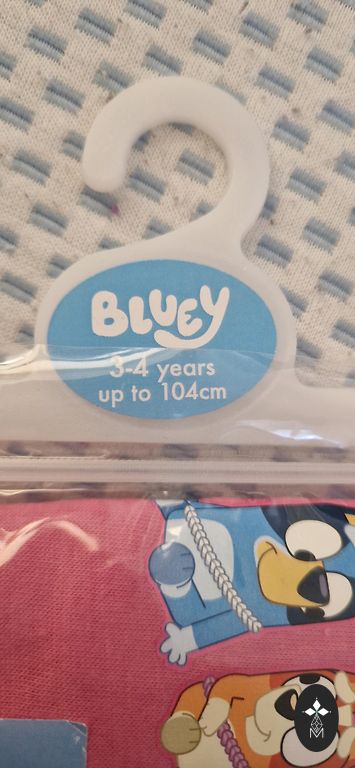 BLUEY
3-4 years
up to 104cm
M